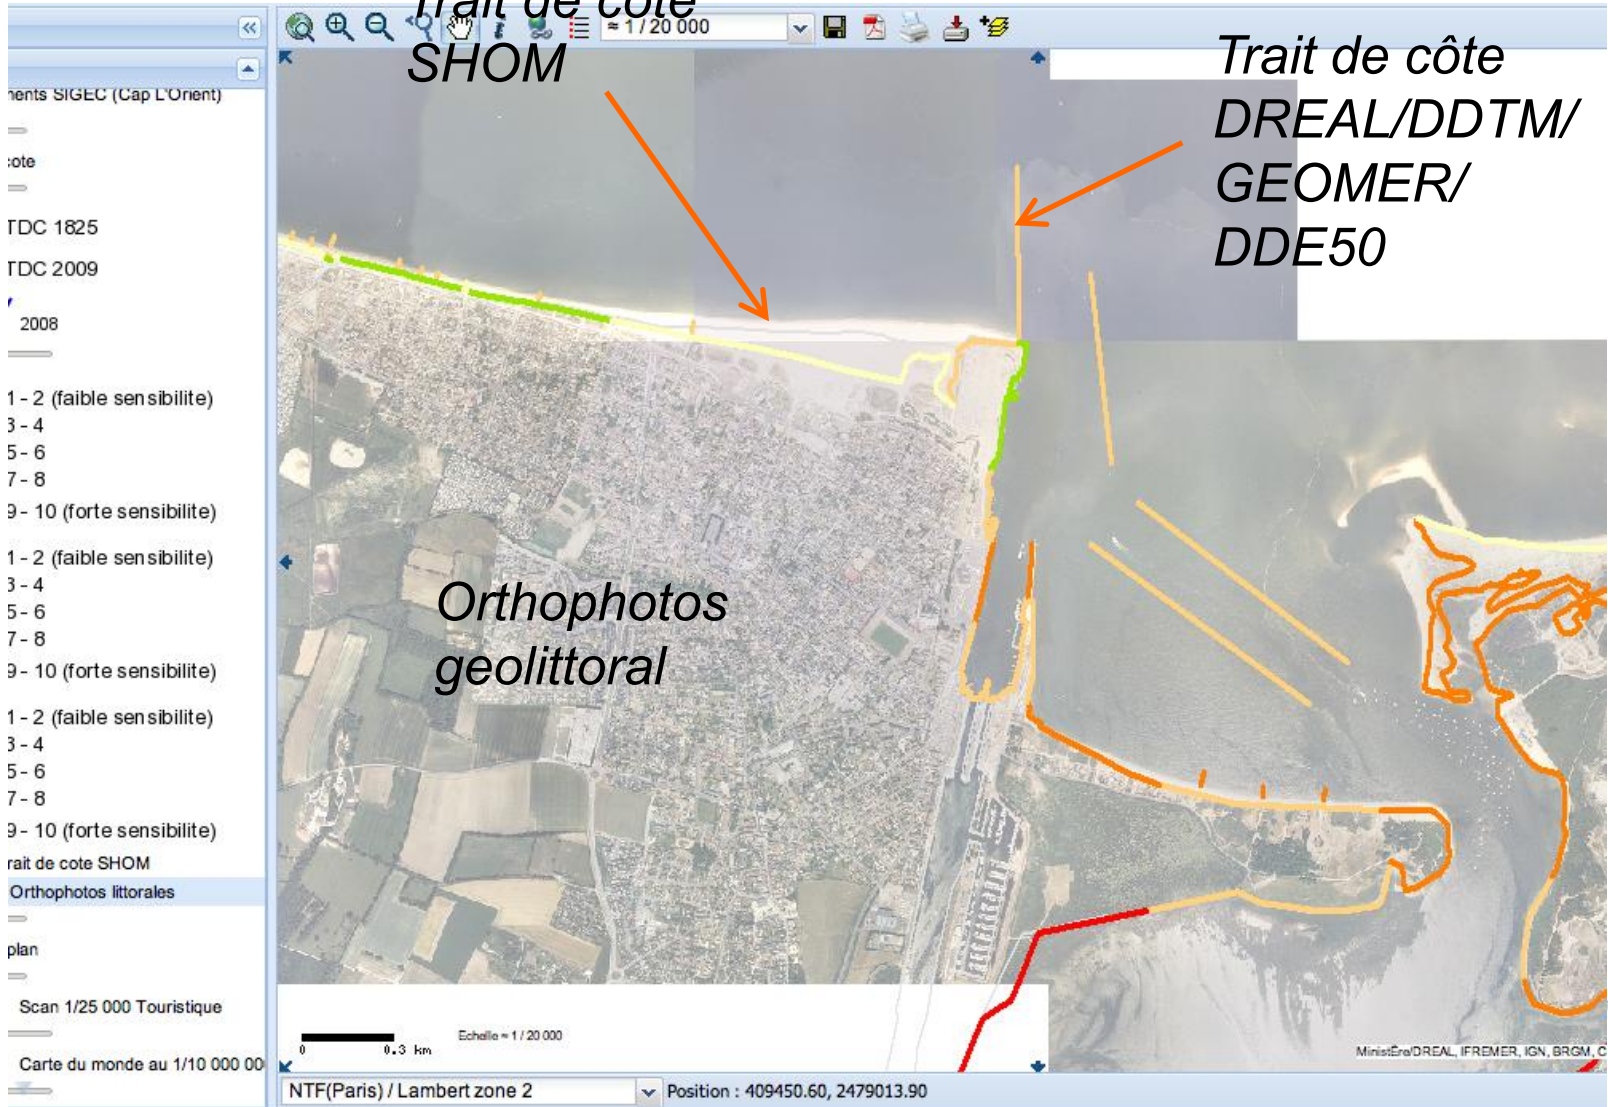 Trait de côte
SHOM
≈ 1 / 20 000
Trait de côte
DREAL/DDTM/
GEOMER/
DDE50
SIGEC (Cap L'Orient)
cote
TDC 1825
TDC 2009
2008
1 - 2 (faible sensibilite)
3 - 4
5 - 6
7 - 8
9 - 10 (forte sensibilite)
1 - 2 (faible sensibilite)
3 - 4
5 - 6
7 - 8
9 - 10 (forte sensibilite)
1 - 2 (faible sensibilite)
3 - 4
5 - 6
7 - 8
9 - 10 (forte sensibilite)
rait de cote SHOM
Orthophotos littorales
plan
Scan 1/25 000 Touristique
Carte du monde au 1/10 000 00
Orthophotos
geolittoral
0 0.3 km
Echelle ≈ 1 / 20 000
MinistÈre/DREAL, IFREMER, IGN, BRGM, C
NTF(Paris) / Lambert zone 2
Position : 409450.60, 2479013.90